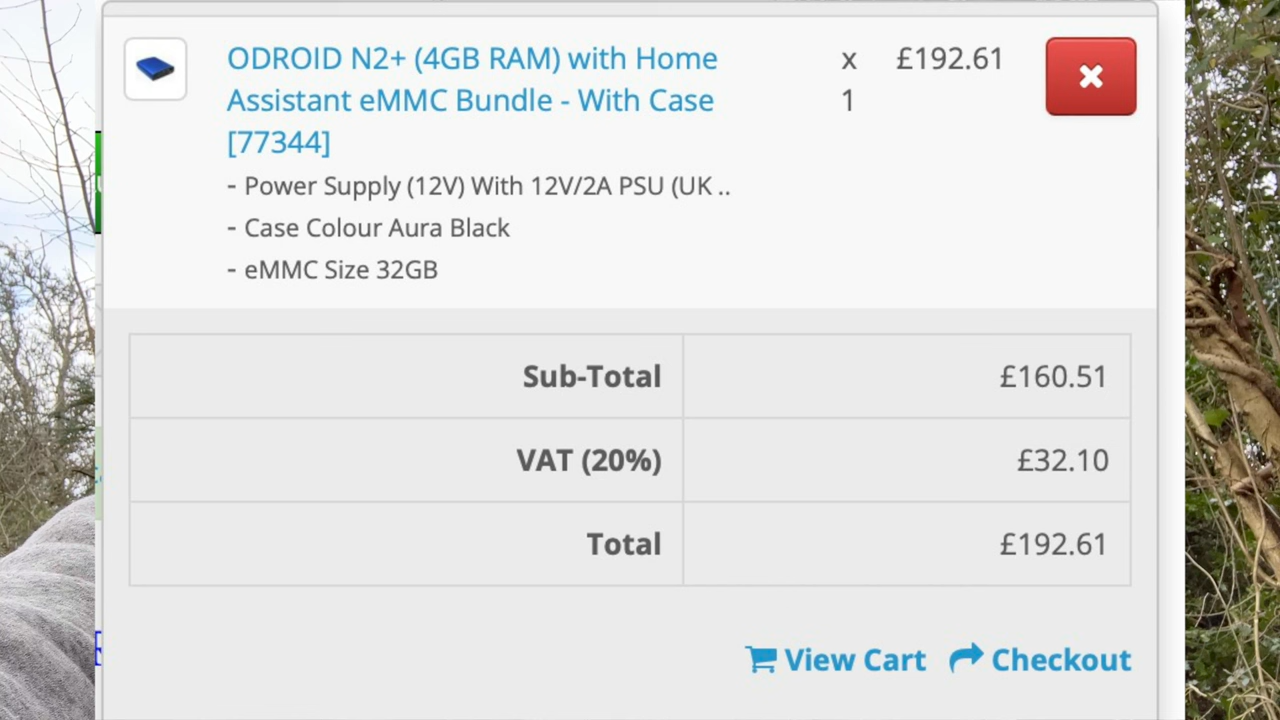 ODROID N2+ (4GB RAM) with Home x £192.61
Assistant eMMC Bundle - With Case 1
[77344]
- Power Supply (12V) With 12V/2A PSU (UK ..
- Case Colour Aura Black
- eMMC Size 32GB
Sub-Total £160.51
VAT (20%) £32.10
Total £192.61
View Cart Checkout